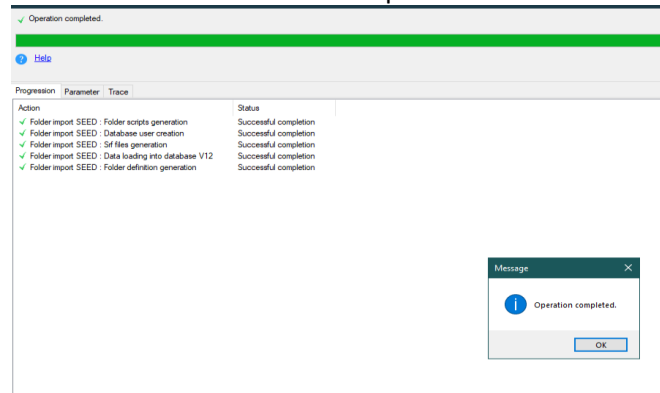 Operation completed.
Help
Progression Parameter Trace
Action Status
Folder import SEED : Folder scripts generation Successful completion
Folder import SEED : Database user creation Successful completion
Folder import SEED : Srf files generation Successful completion
Folder import SEED : Data loading into database V12 Successful completion
Folder import SEED : Folder definition generation Successful completion
Message
Operation completed.
OK